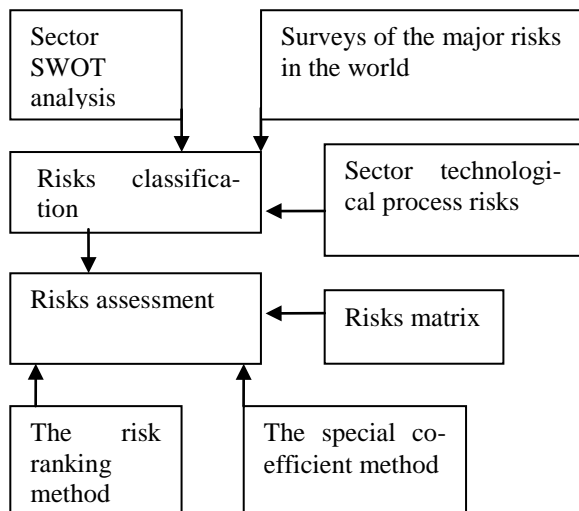 Sector
SWOT
analysis
Surveys of the major risks
in the world
Risks classifica-
tion
Sector technologi-
cal process risks
Risks assessment
Risks matrix
The risk
ranking
method
The special co-
efficient method